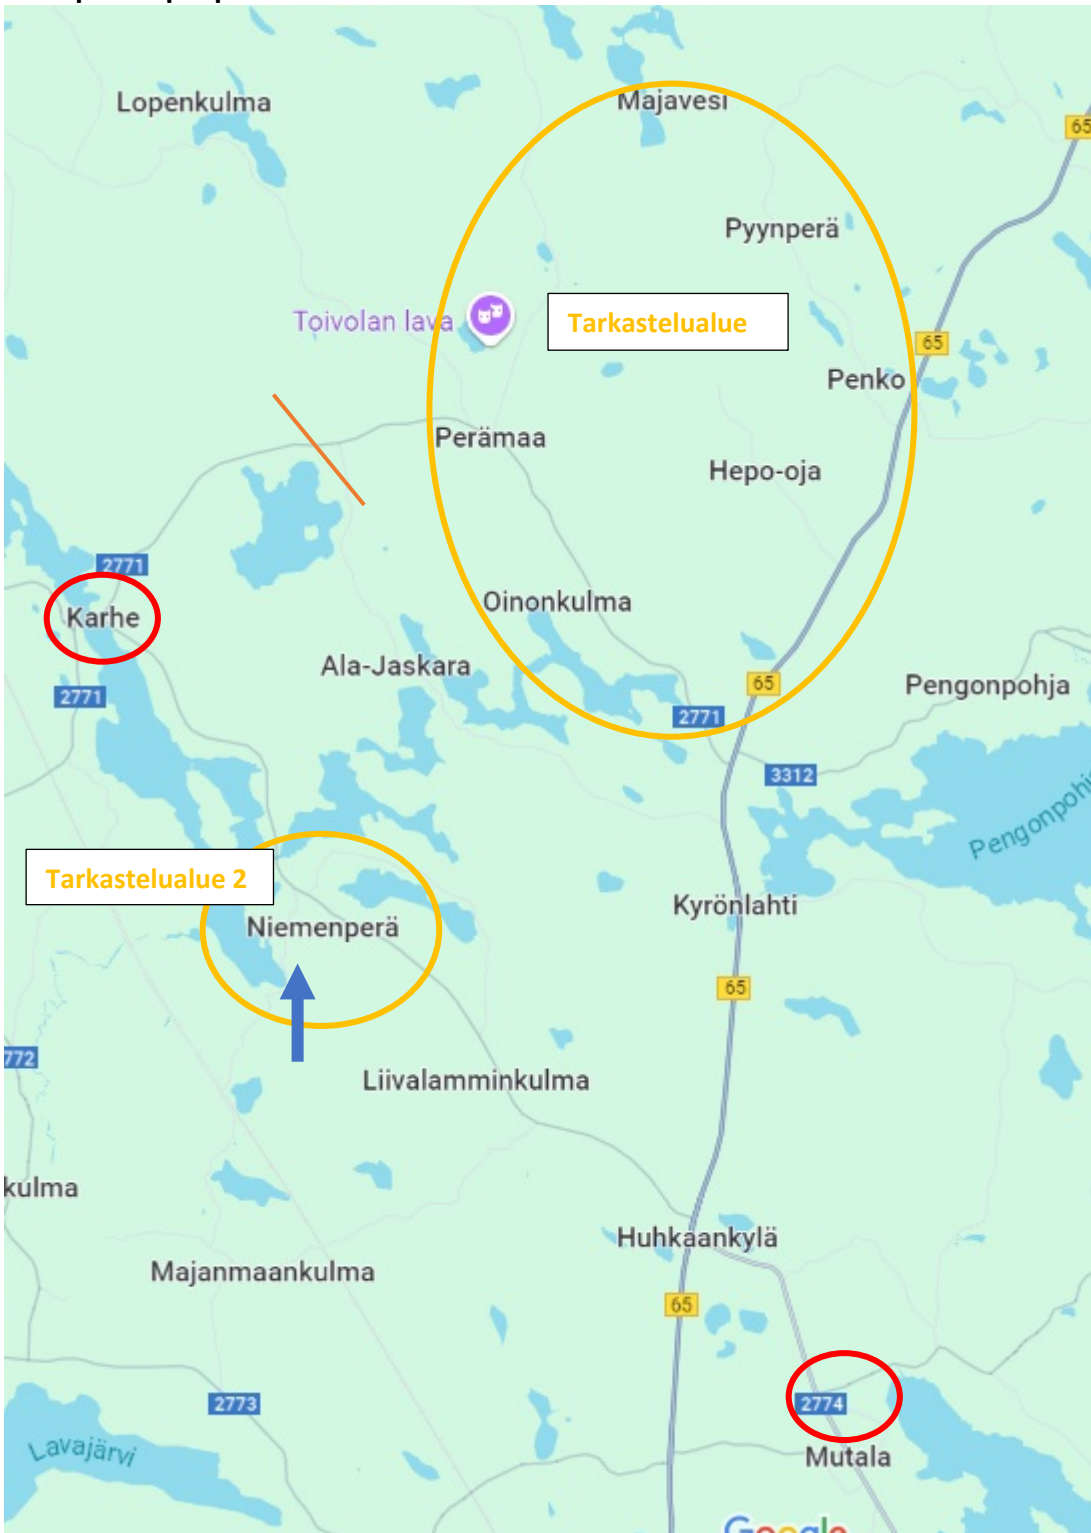 Lopenkulma
Majavesi
65
Pyynperä
Toivolan lava
Tarkastelualue
65
Penko
Perämaa
Hepo-oja
2771
Karhe
Oinonkulma
Ala-Jaskara
2771
65
Pengonpohja
2771
3312
Tarkastelualue 2
Kyrönlahti
Niemenperä
65
772
Liivalamminkulma
kulma
Huhkaankylä
Majanmaankulma
65
2773
2774
Lavajärvi
Mutala
Google